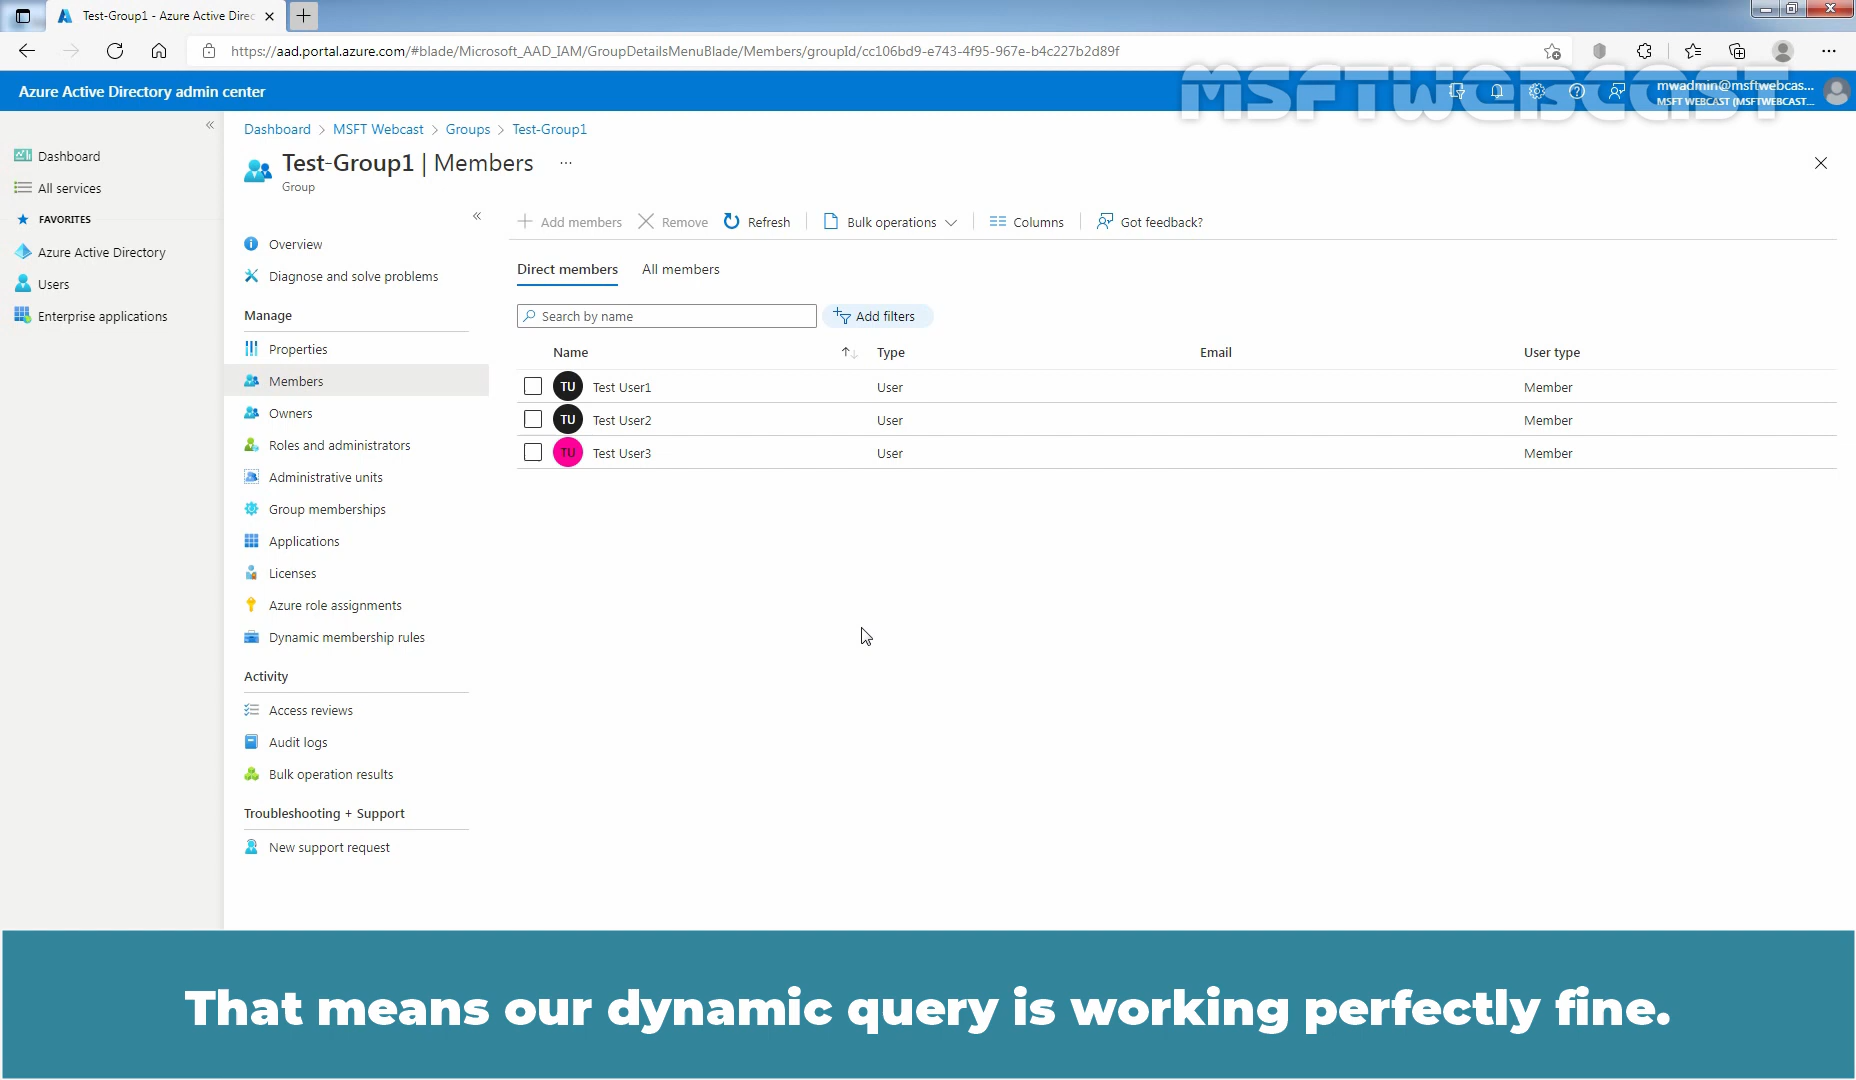 Test-Group1 - Azure Active Direc
https://aad.portal.azure.com/#blade/Microsoft_AAD_IAM/GroupDetailsMenuBlade/Members/groupId/cc106bd9-e743-4f95-967e-b4c227b2d89f
MSFTWEBCAST
Azure Active Directory admin center
mwadmin@msftwebcas...
MSFT WEBCAST (MSFTWEBCAST....
Dashboard > MSFT Webcast > Groups > Test-Group1
Test-Group1 | Members ...
Group
Dashboard
All services
FAVORITES
Azure Active Directory
Users
Enterprise applications
Overview
Diagnose and solve problems
Manage
Properties
Members
Owners
Roles and administrators
Administrative units
Group memberships
Applications
Licenses
Azure role assignments
Dynamic membership rules
Activity
Access reviews
Audit logs
Bulk operation results
Troubleshooting + Support
New support request
Add members Remove Refresh Bulk operations Columns Got feedback?
Direct members All members
Search by name Add filters
Name Type Email User type
TU Test User1 User Member
TU Test User2 User Member
TU Test User3 User Member
That means our dynamic query is working perfectly fine.